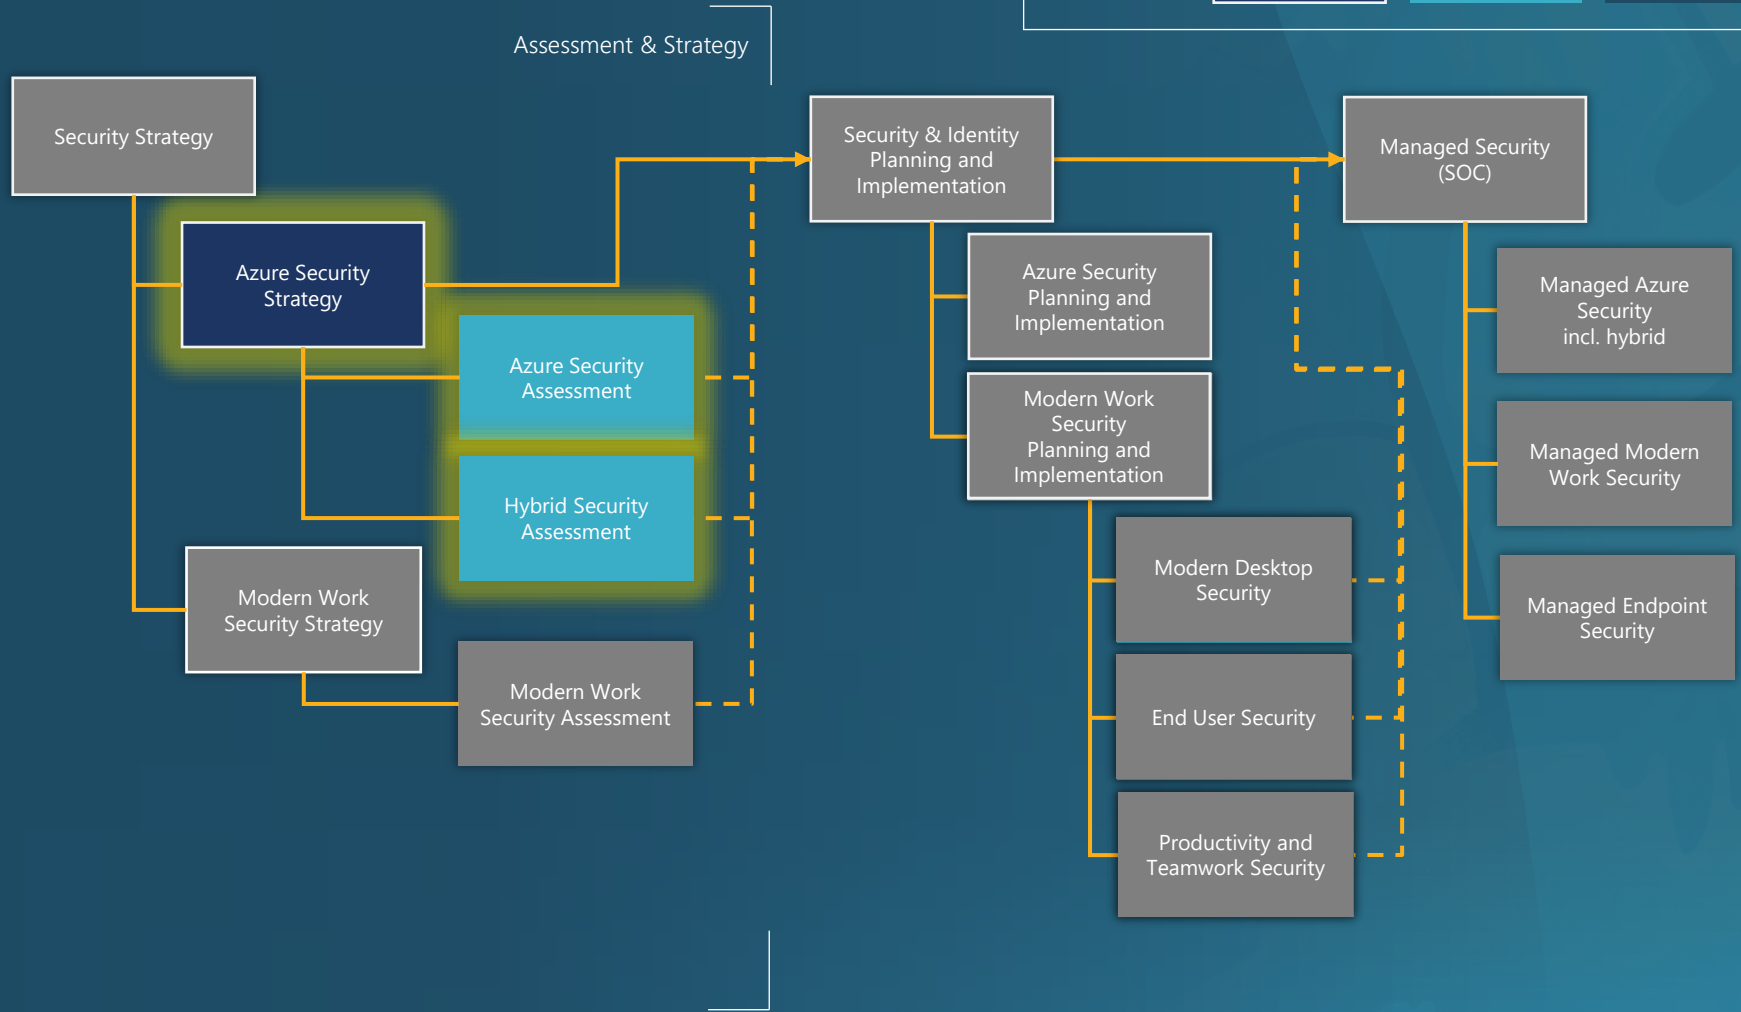 Assessment & Strategy
Security Strategy
Azure Security
Strategy
Azure Security
Assessment
Hybrid Security
Assessment
Modern Work
Security Strategy
Modern Work
Security Assessment
Security & Identity
Planning and
Implementation
Azure Security
Planning and
Implementation
Modern Work
Security
Planning and
Implementation
Modern Desktop
Security
End User Security
Productivity and
Teamwork Security
Managed Security
(SOC)
Managed Azure
Security
incl. hybrid
Managed Modern
Work Security
Managed Endpoint
Security